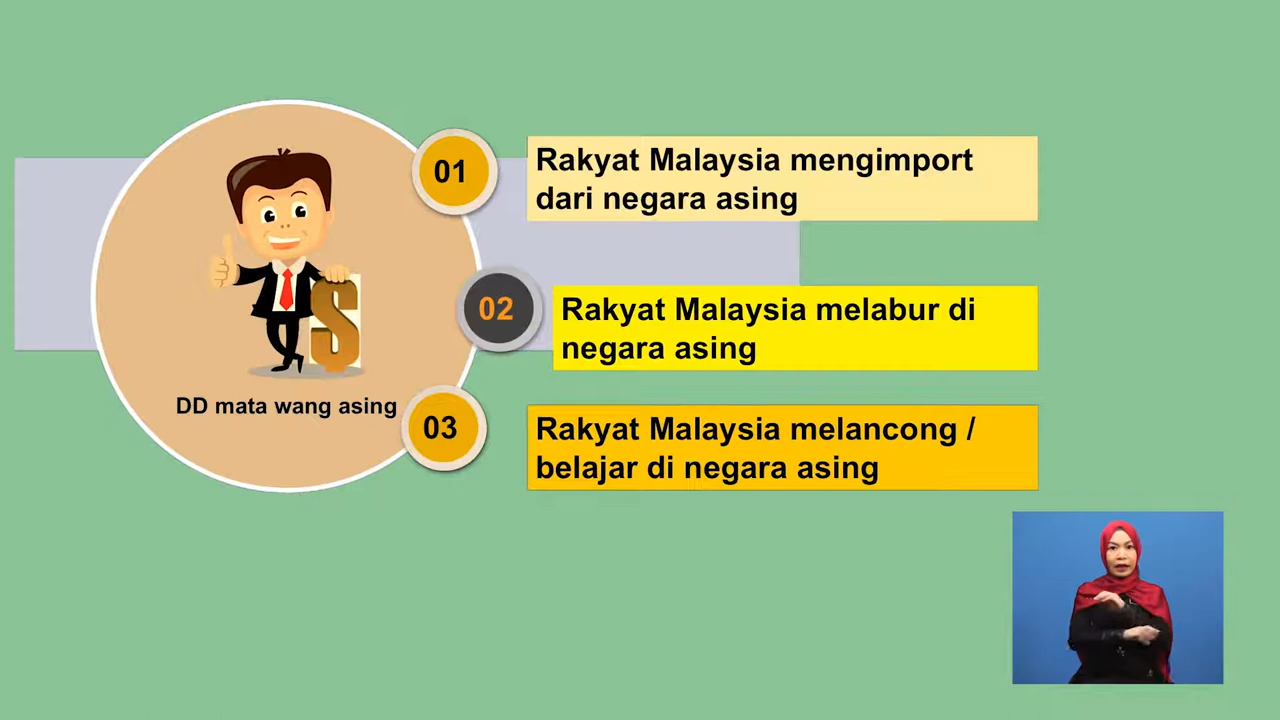 01
Rakyat Malaysia mengimport
dari negara asing
02
Rakyat Malaysia melabur di
negara asing
DD mata wang asing
03
Rakyat Malaysia melancong /
belajar di negara asing